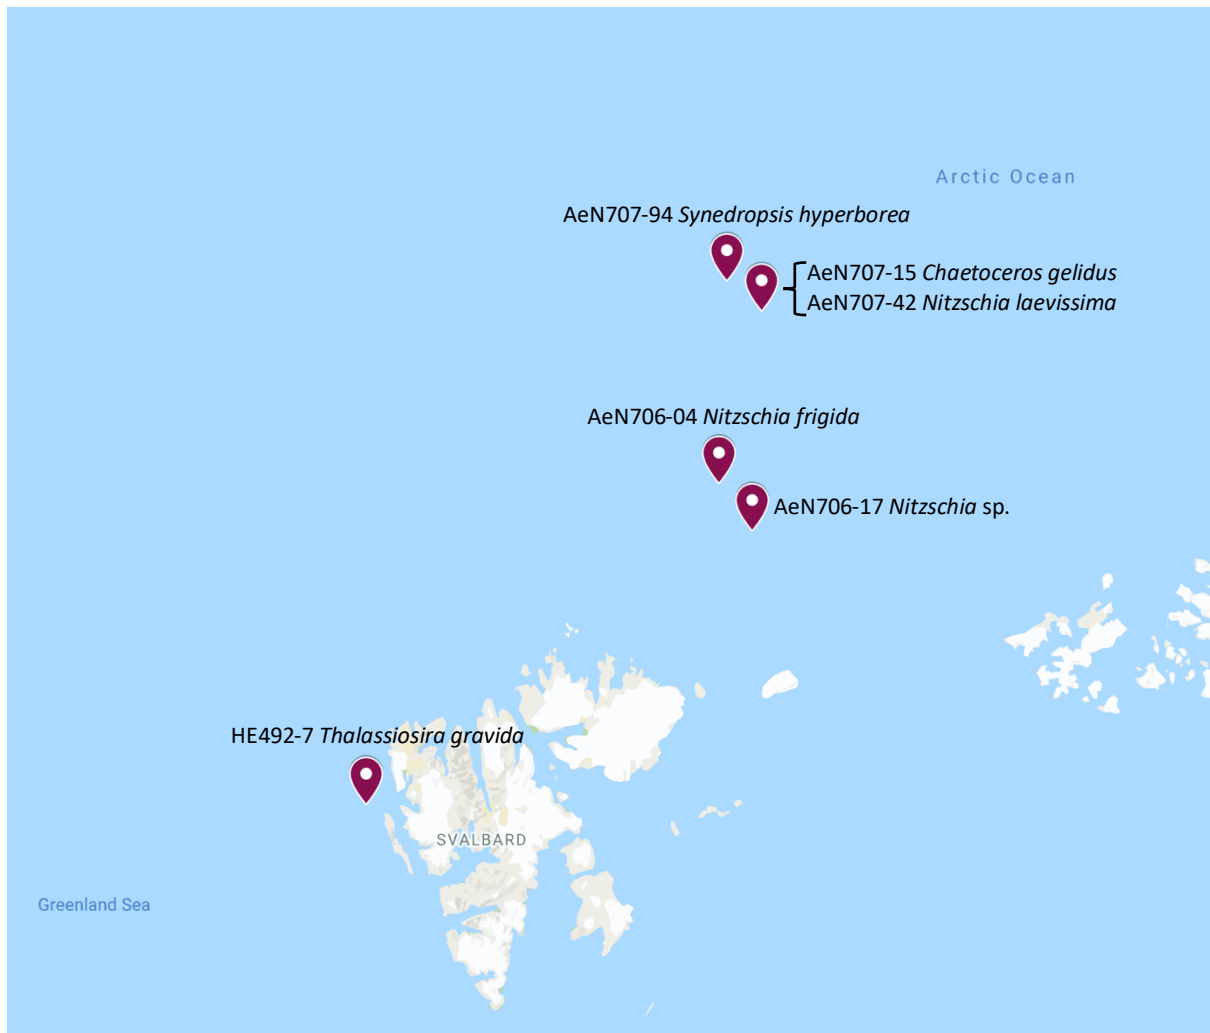 Arctic Ocean
AeN707-94 Synedropsis hyperborea
AeN707-15 Chaetoceros gelidus
AeN707-42 Nitzschia laevissima
AeN706-04 Nitzschia frigida
AeN706-17 Nitzschia sp.
HE492-7 Thalassiosira gravida
SVALBARD
Greenland Sea